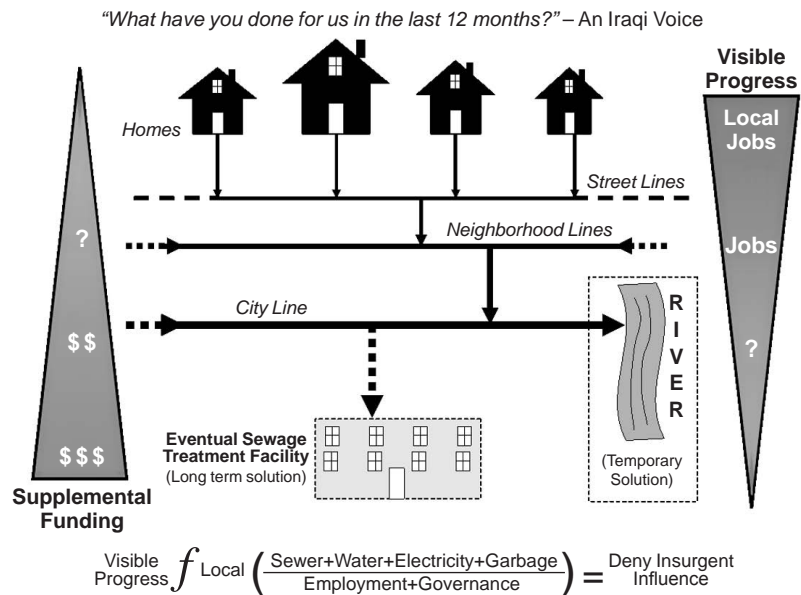 “What have you done for us in the last 12 months?” – An Iraqi Voice
Visible
Progress
Homes
Local
Jobs
Street Lines
?
Neighborhood Lines
Jobs
City Line
R
I
V
E
R
$$
?
Eventual Sewage
Treatment Facility
(Long term solution)
(Temporary
Solution)
$$$
Supplemental
Funding
Visible
Progress f Local (Sewer+Water+Electricity+Garbage
Employment+Governance) = Deny Insurgent
Influence